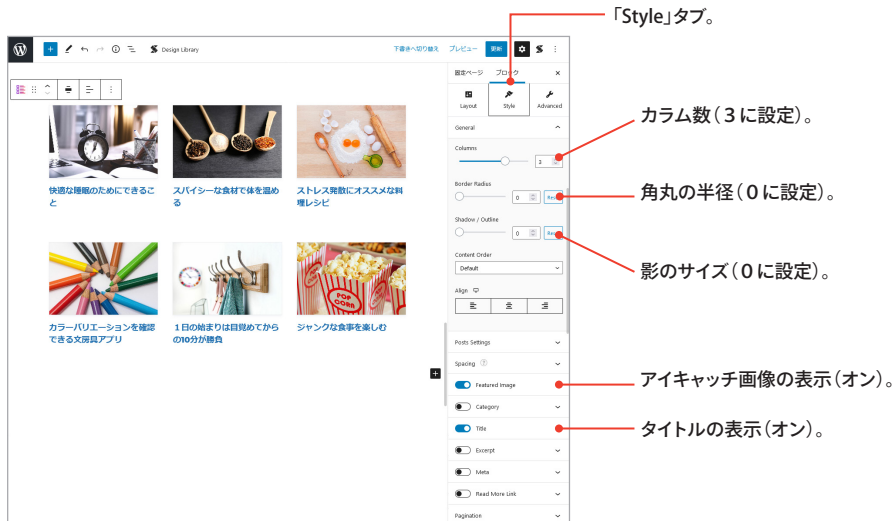 「Style」タブ。
Design Library
下書きへ切り替え プレビュー 更新
固定ページ ブロック
Layout Style Advanced
General
Columns
3
カラム数(3に設定)。
Border Radius
0
角丸の半径(0に設定)。
Shadow / Outline
0
影のサイズ(0に設定)。
Content Order
Default
Align
Posts Settings
Spacing
Featured Image
アイキャッチ画像の表示(オン)。
Category
Title
タイトルの表示(オン)。
Excerpt
Meta
Read More Link
Pagination
快適な睡眠のためにできるこ
と
スパイシーな食材で体を温め
る
ストレス発散にオススメな料
理レシピ
カラーバリエーションを確認
できる文房具アプリ
1日の始まりは目覚めてから
の10分が勝負
POP
CORN
ジャンクな食事を楽しむ